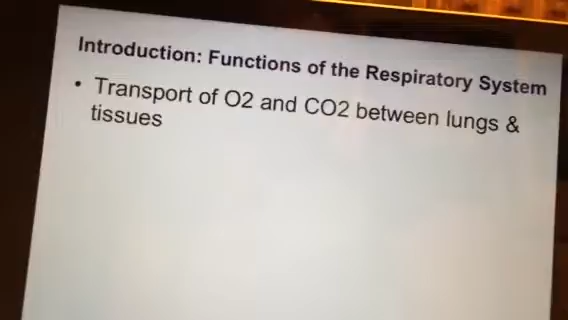 Introduction: Functions of the Respiratory System
• Transport of O2 and CO2 between lungs &
tissues